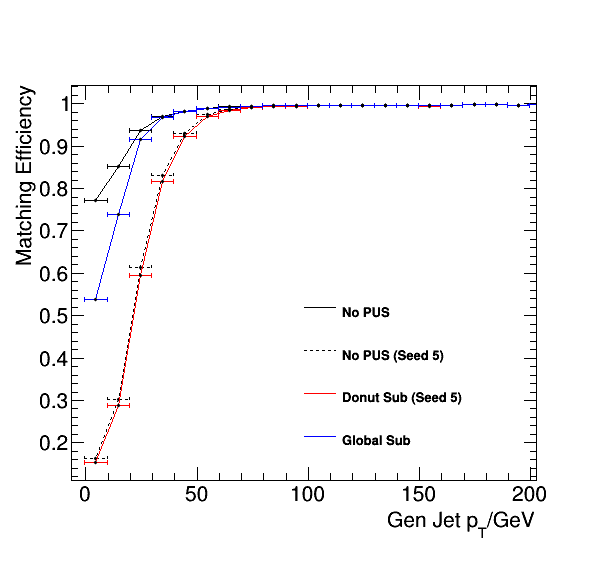 Matching Efficiency
1
0.9
0.8
0.7
0.6
0.5
0.4
0.3
0.2
No PUS
No PUS (Seed 5)
Donut Sub (Seed 5)
Global Sub
0 50 100 150 200
Gen Jet p_T/GeV